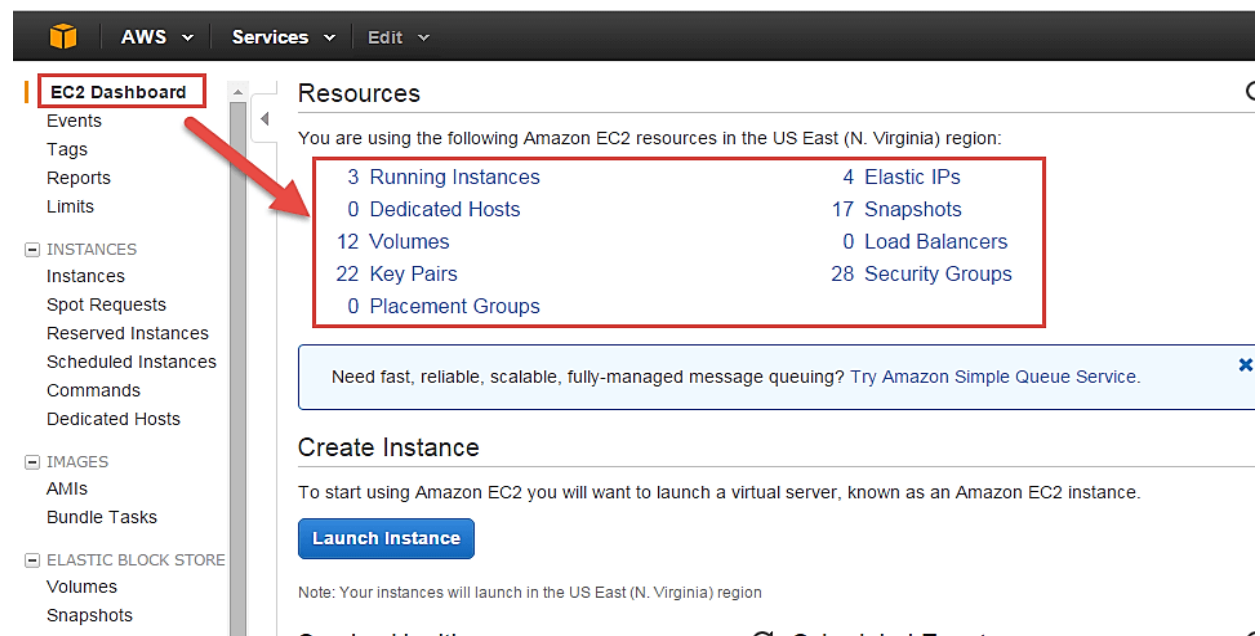 AWS Services Edit
EC2 Dashboard
Events
Tags
Reports
Limits
INSTANCES
Instances
Spot Requests
Reserved Instances
Scheduled Instances
Commands
Dedicated Hosts
IMAGES
AMIs
Bundle Tasks
ELASTIC BLOCK STORE
Volumes
Snapshots
Resources
You are using the following Amazon EC2 resources in the US East (N. Virginia) region:
3 Running Instances
0 Dedicated Hosts
12 Volumes
22 Key Pairs
0 Placement Groups
4 Elastic IPs
17 Snapshots
0 Load Balancers
28 Security Groups
Need fast, reliable, scalable, fully-managed message queuing? Try Amazon Simple Queue Service.
Create Instance
To start using Amazon EC2 you will want to launch a virtual server, known as an Amazon EC2 instance.
Launch Instance
Note: Your instances will launch in the US East (N. Virginia) region